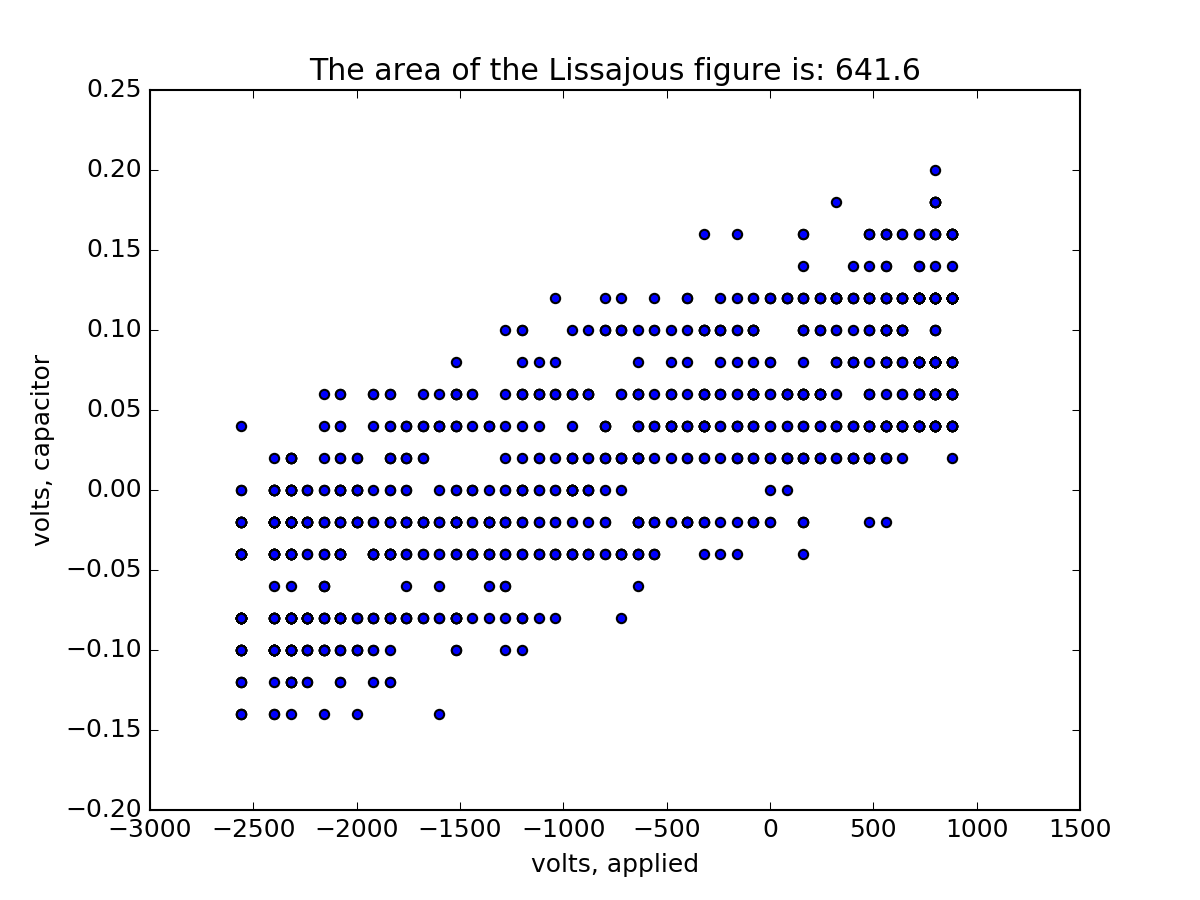 The area of the Lissajous figure is: 641.6
0.25
0.20
0.15
0.10
0.05
0.00
−0.05
−0.10
−0.15
−0.20
volts, capacitor
−3000 −2500 −2000 −1500 −1000 −500 0 500 1000 1500
volts, applied